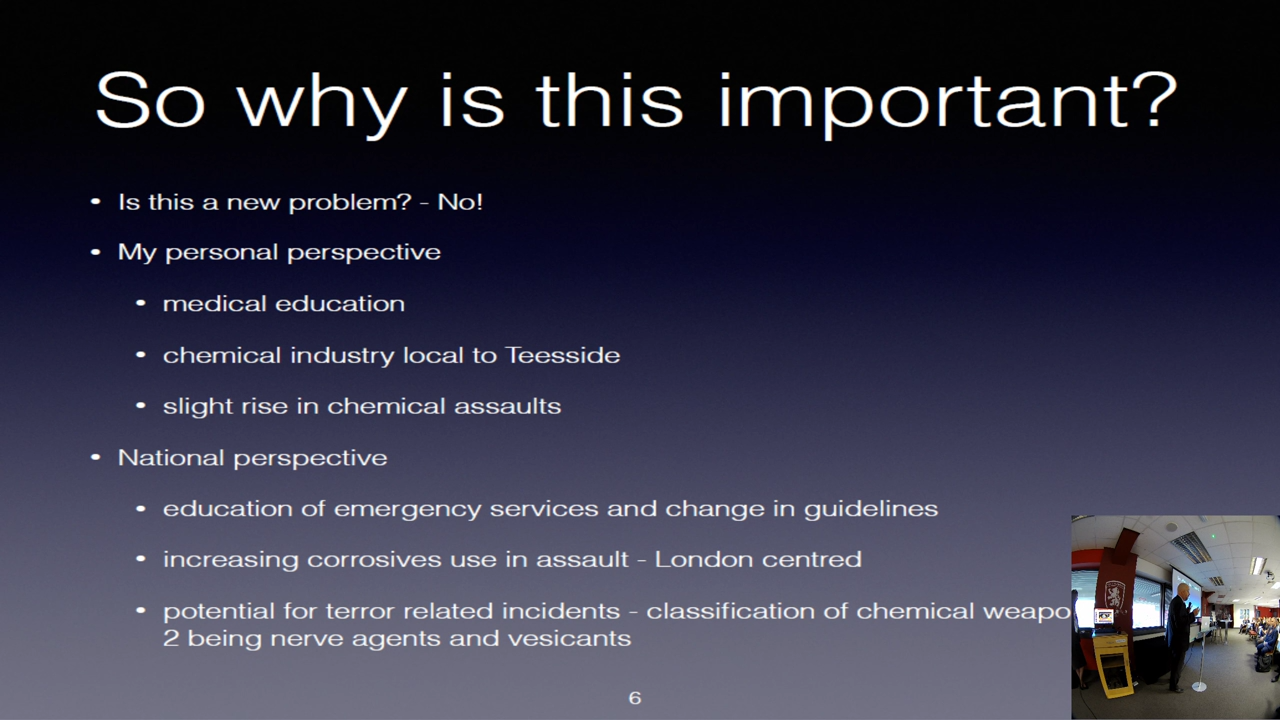 So why is this important?
• Is this a new problem? - No!
• My personal perspective
• medical education
• chemical industry local to Teesside
• slight rise in chemical assaults
• National perspective
• education of emergency services and change in guidelines
• increasing corrosives use in assault - London centred
• potential for terror related incidents - classification of chemical weapo
2 being nerve agents and vesicants
6